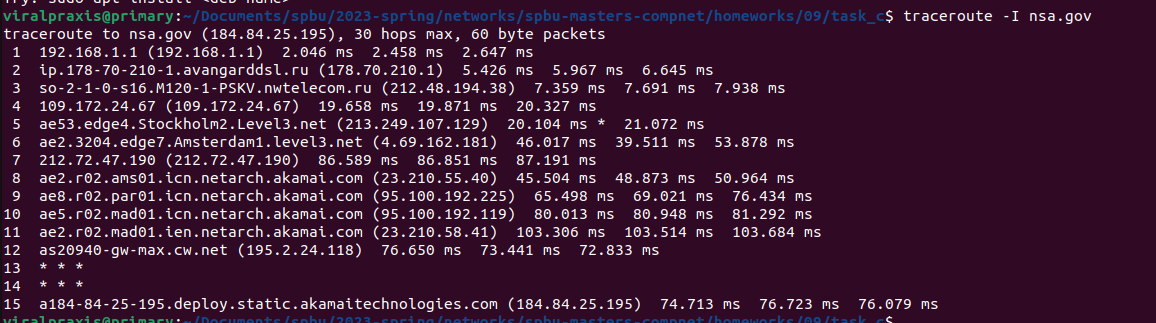 Try: sudo apt install <deb name>
viralpraxis@primary:~/Documents/spbu/2023-spring/networks/spbu-masters-compnet/homeworks/09/task_c$ traceroute -I nsa.gov
traceroute to nsa.gov (184.84.25.195), 30 hops max, 60 byte packets
1 192.168.1.1 (192.168.1.1) 2.046 ms 2.458 ms 2.647 ms
2 ip.178-70-210-1.avangarddsl.ru (178.70.210.1) 5.426 ms 5.967 ms 6.645 ms
3 so-2-1-0-s16.M120-1-PSKV.nwtelecom.ru (212.48.194.38) 7.359 ms 7.691 ms 7.938 ms
4 109.172.24.67 (109.172.24.67) 19.658 ms 19.871 ms 20.327 ms
5 ae53.edge4.Stockholm2.Level3.net (213.249.107.129) 20.104 ms * 21.072 ms
6 ae2.3204.edge7.Amsterdam1.level3.net (4.69.162.181) 46.017 ms 39.511 ms 53.878 ms
7 212.72.47.190 (212.72.47.190) 86.589 ms 86.851 ms 87.191 ms
8 ae2.r02.ams01.icn.netarch.akamai.com (23.210.55.40) 45.504 ms 48.873 ms 50.964 ms
9 ae8.r02.par01.icn.netarch.akamai.com (95.100.192.225) 65.498 ms 69.021 ms 76.434 ms
10 ae5.r02.mad01.icn.netarch.akamai.com (95.100.192.119) 80.013 ms 80.948 ms 81.292 ms
11 ae2.r02.mad01.ien.netarch.akamai.com (23.210.58.41) 103.306 ms 103.514 ms 103.684 ms
12 as20940-gw-max.cw.net (195.2.24.118) 76.650 ms 73.441 ms 72.833 ms
13 * * *
14 * * *
15 a184-84-25-195.deploy.static.akamaitechnologies.com (184.84.25.195) 74.713 ms 76.723 ms 76.079 ms
viralpraxis@primary:~/Documents/spbu/2023-spring/networks/spbu-masters-compnet/homeworks/09/task_c$